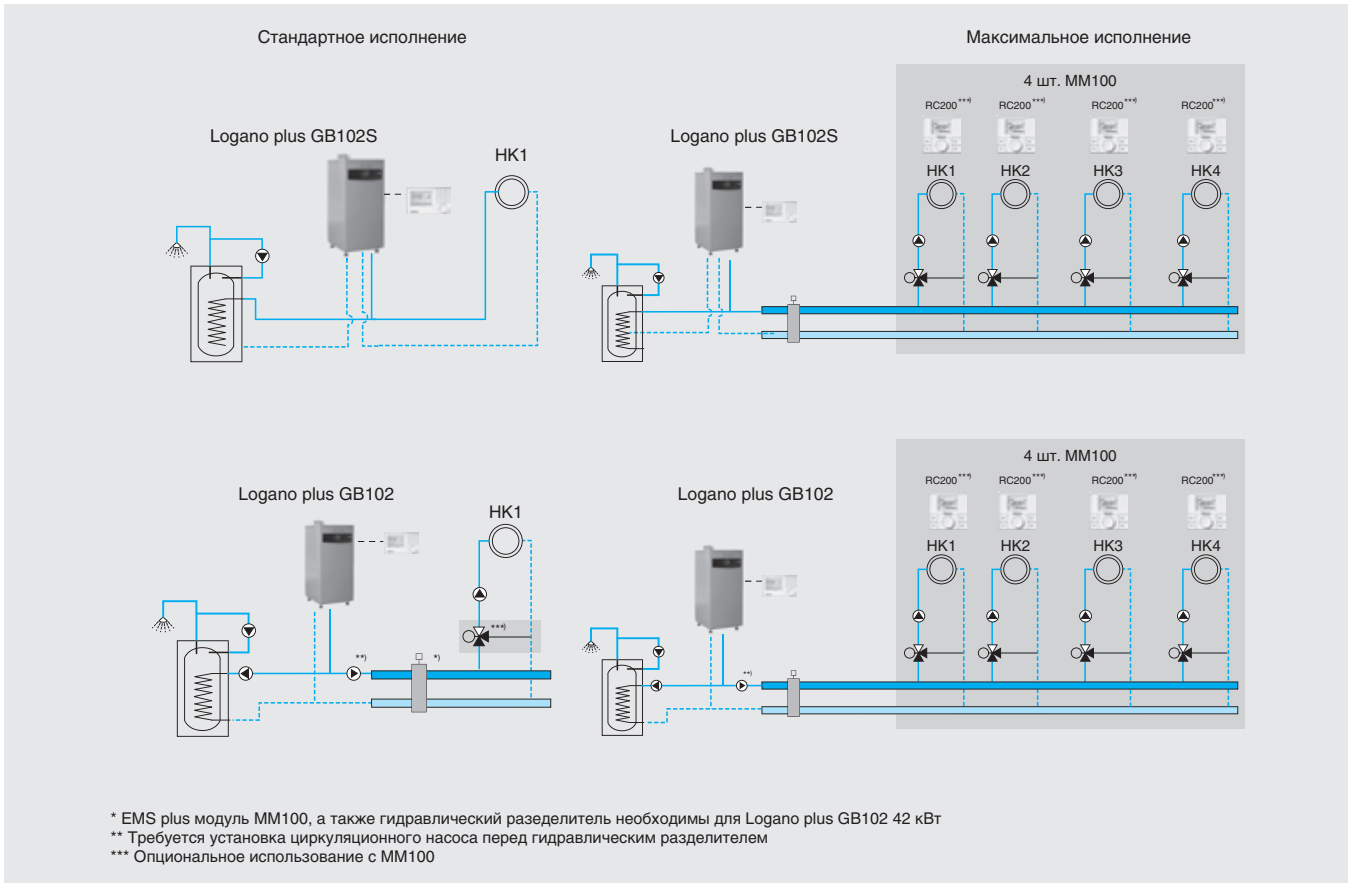 Стандартное исполнение
Максимальное исполнение
4 шт. MM100
RC200***) RC200***) RC200***) RC200***)
Logano plus GB102S
HK1
Logano plus GB102S
HK1 HK2 HK3 HK4
4 шт. MM100
RC200***) RC200***) RC200***) RC200***)
Logano plus GB102
HK1
Logano plus GB102
HK1 HK2 HK3 HK4
***)
**) *)
**)
* EMS plus модуль MM100, а также гидравлический разеделитель необходимы для Logano plus GB102 42 кВт
** Требуется установка циркуляционного насоса перед гидравлическим разделителем
*** Опциональное использование с MM100